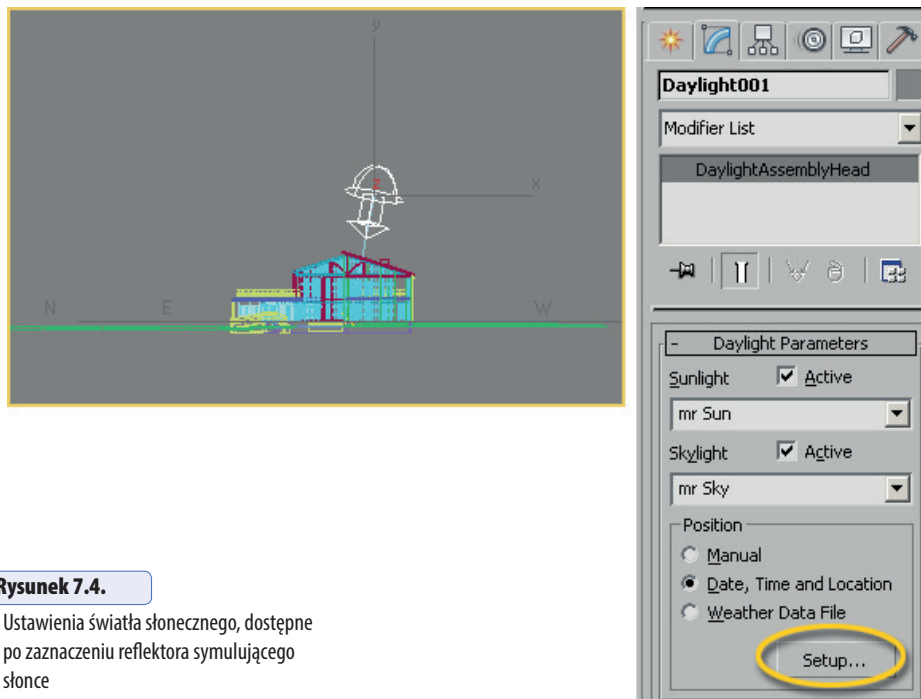 y
x
z
N
E
W
Rysunek 7.4.
Ustawienia światła słonecznego, dostępne
po zaznaczeniu reflektora symulującego
słonce
Daylight001
Modifier List
DaylightAssemblyHead
- Daylight Parameters
Sunlight Active
mr Sun
Skylight Active
mr Sky
Position
Manual
Date, Time and Location
Weather Data File
Setup...